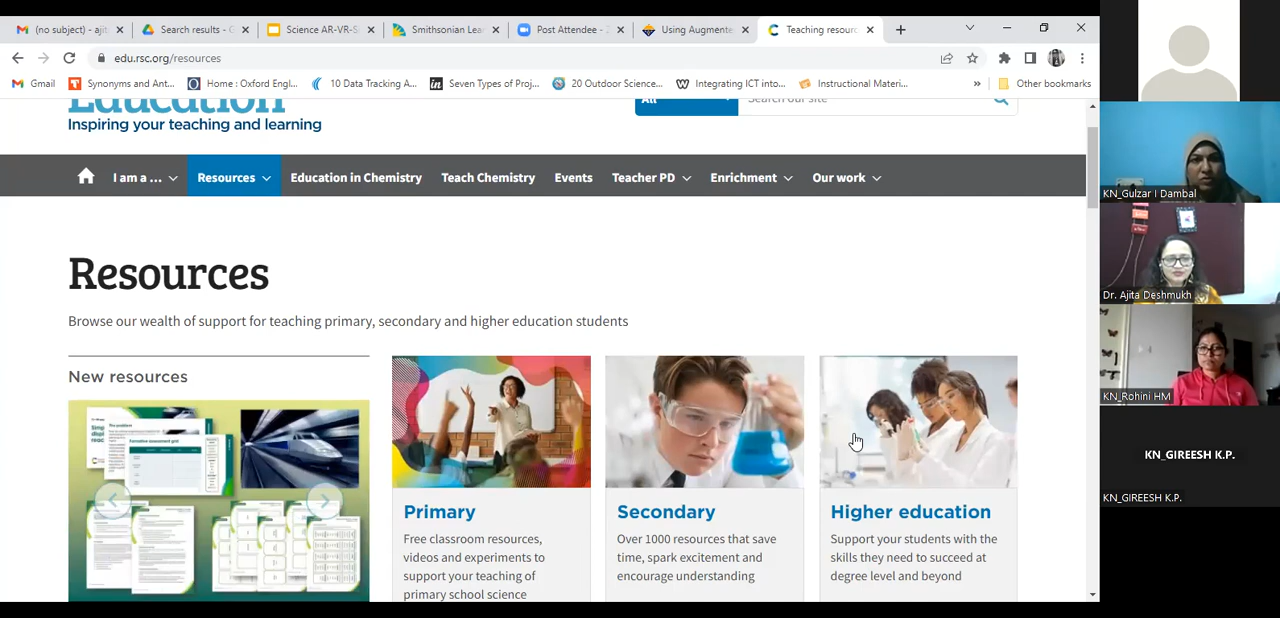 (no subject) - ajit
Search results - G
Science AR-VR-S
Smithsonian Lea
Post Attendee - Z
Using Augmente
Teaching resourc
edu.rsc.org/resources
Gmail
Synonyms and Ant...
Home : Oxford Engl...
10 Data Tracking A...
Seven Types of Proj...
20 Outdoor Science...
Integrating ICT into...
Instructional Materi...
»
Other bookmarks
Education
All
Search our site
Inspiring your teaching and learning
I am a ...
Resources
Education in Chemistry
Teach Chemistry
Events
Teacher PD
Enrichment
Our work
Resources
Browse our wealth of support for teaching primary, secondary and higher education students
New resources
Primary
Free classroom resources,
videos and experiments to
support your teaching of
primary school science
Secondary
Over 1000 resources that save
time, spark excitement and
encourage understanding
Higher education
Support your students with the
skills they need to succeed at
degree level and beyond
KN_Gulzar I Dambal
Dr. Ajita Deshmukh
KN_Rohini HM
KN_GIREESH K.P.
KN_GIREESH K.P.